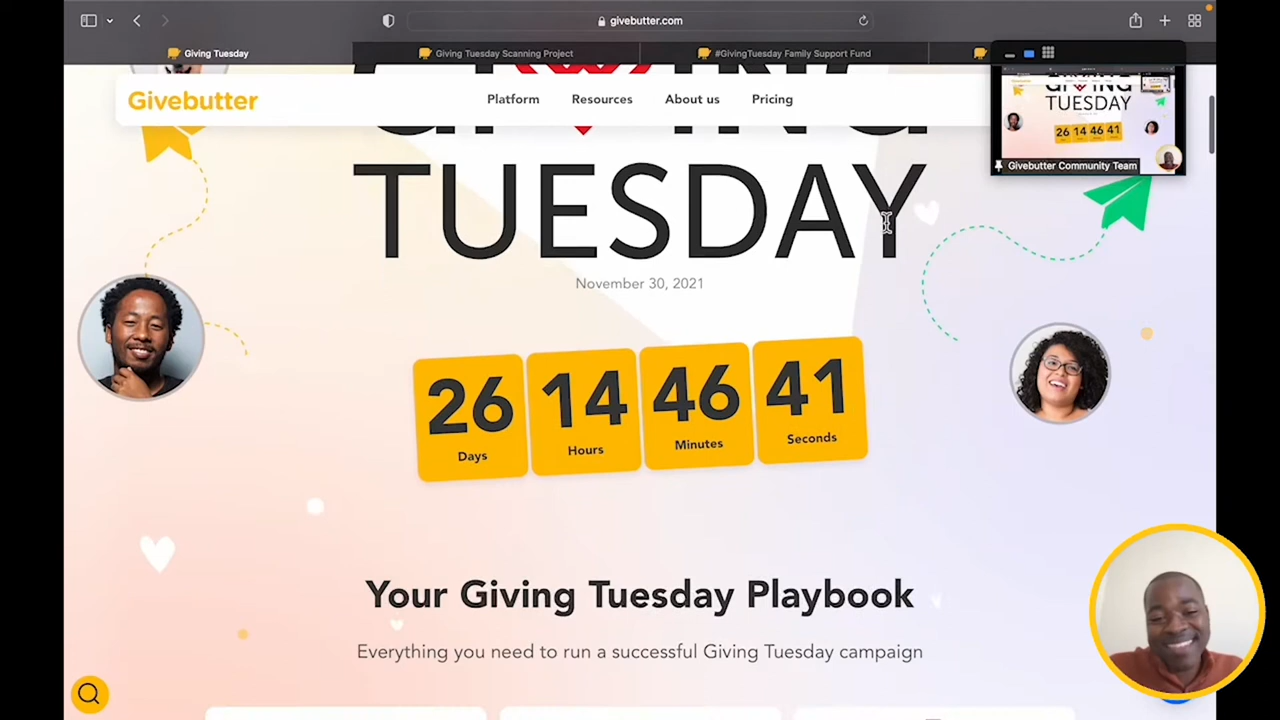 givebutter.com
Giving Tuesday
Giving Tuesday Scanning Project
#GivingTuesday Family Support Fund
Givebutter
Platform
Resources
About us
Pricing
GIVING
TUESDAY
November 30, 2021
26
14
46
41
Days
Hours
Minutes
Seconds
Your Giving Tuesday Playbook
Everything you need to run a successful Giving Tuesday campaign
TUESDAY
26 14 46 41
Givebutter Community Team